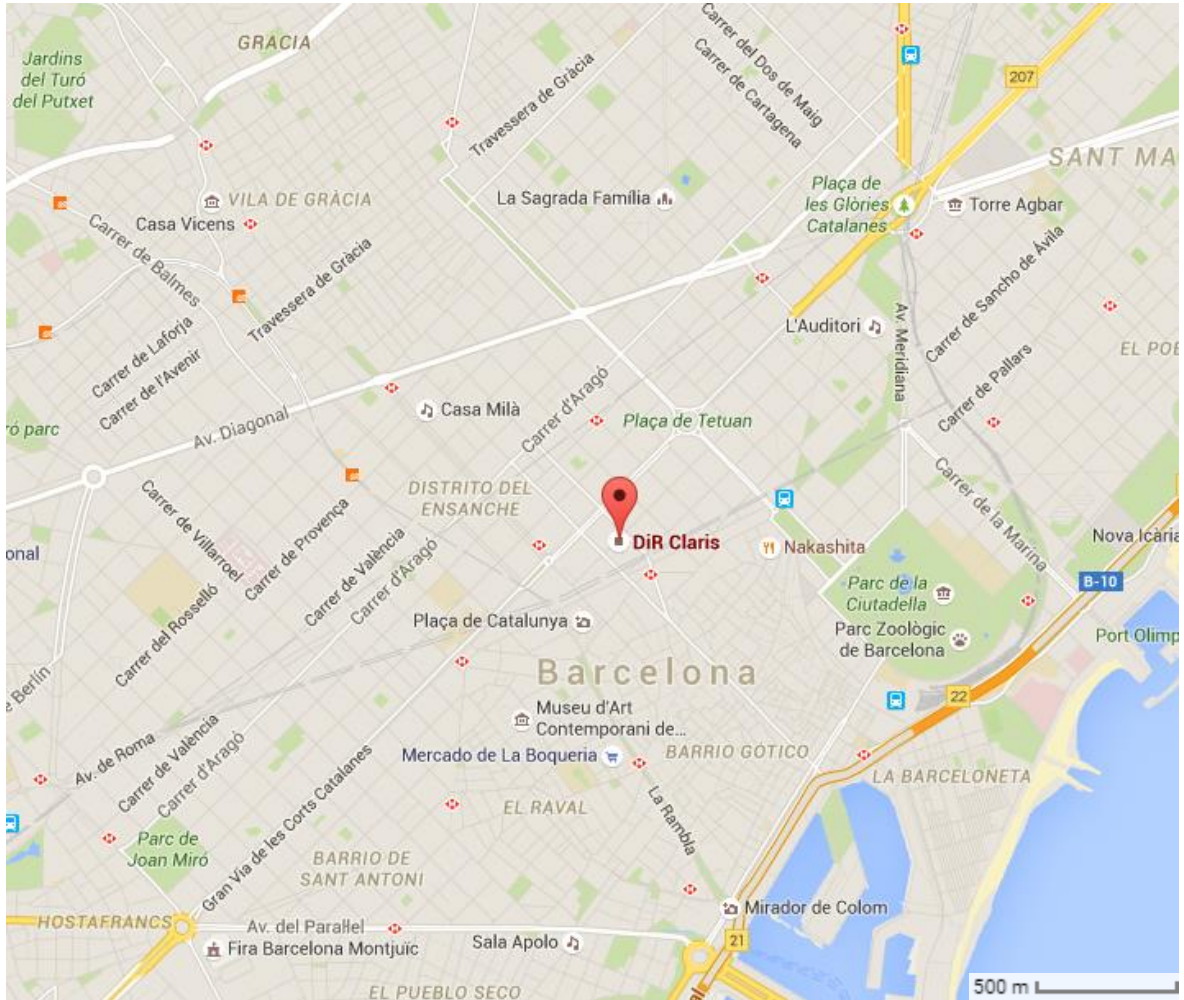 GRACIA
Jardins
del Turó
del Putxet
Travessera de Gràcia
Carrer del Dos de Maig
Carrer de Cartagena
207
SANT MA
VILA DE GRÀCIA
Casa Vicens
La Sagrada Família
Plaça de
les Glòries
Catalanes
Torre Agbar
Carrer de Balmes
Travessera de Gràcia
Carrer de Sancho de Ávila
Carrer de Laforja
Carrer de l'Avenir
L'Auditori
Av. Meridiana
EL POB
Carrer de Pallars
ró parc
Av. Diagonal
Casa Milà
Carrer d'Aragó
Plaça de Tetuan
Carrer de Villarroel
Carrer de Provença
DISTRITO DEL
ENSANCHE
Carrer de la Marina
onal
Carrer de València
Carrer d'Aragó
DiR Claris
Nakashita
Nova Icària
B-10
Parc de la
Ciutadella
Carrer del Rosselló
Plaça de Catalunya
Parc Zoològic
de Barcelona
Port Olímp
Barcelona
e Berlín
22
Museu d'Art
Contemporani de...
Av. de Roma
Carrer de València
Carrer d'Aragó
Mercado de La Boqueria
BARRIO GÓTICO
LA BARCELONETA
EL RAVAL
La Rambla
Parc de
Joan Miró
Gran Via de les Corts Catalanes
BARRIO DE
SANT ANTONI
HOSTAFRANCS
Av. del Paral·lel
Mirador de Colom
Fira Barcelona Montjuïc
Sala Apolo
21
EL PUEBLO SECO
500 m